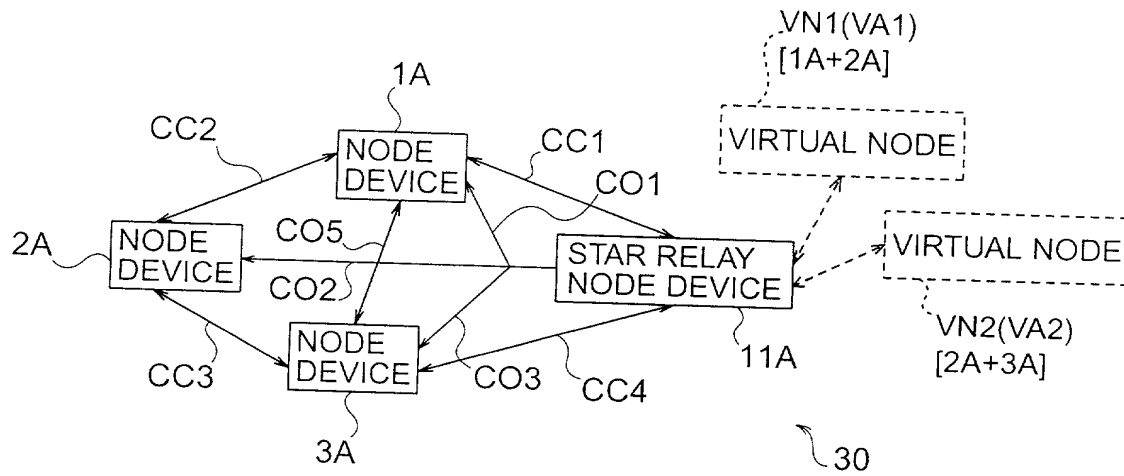 VN1(VA1)
[1A+2A]
1A
CC2
NODE
DEVICE
CC1
CO1
VIRTUAL NODE
2A
NODE
DEVICE
CO5
CO2
STAR RELAY
NODE DEVICE
VIRTUAL NODE
CC3
NODE
DEVICE
CO3
CC4
11A
VN2(VA2)
[2A+3A]
3A
30